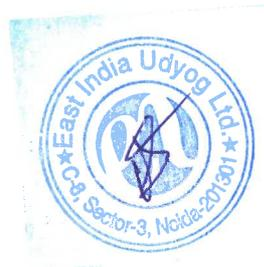 ★East India Udyog Ltd.★
C-8, Sector-3, Noida-201301